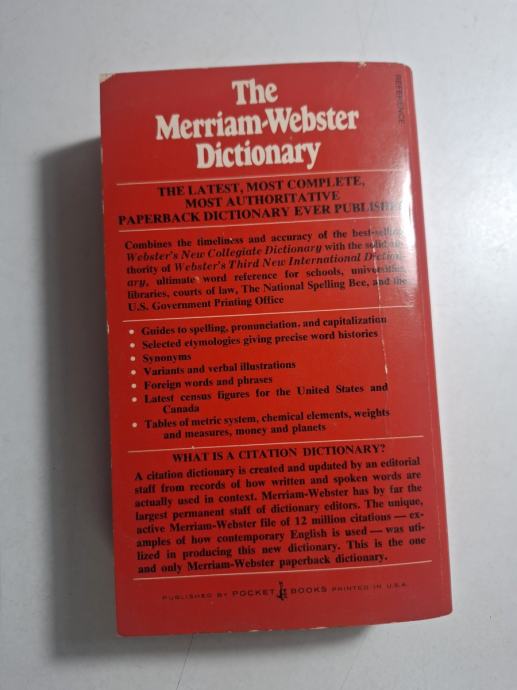 REFERENCE
The
Merriam-Webster
Dictionary
THE LATEST, MOST COMPLETE,
MOST AUTHORITATIVE
PAPERBACK DICTIONARY EVER PUBLISHED
Combines the timeliness and accuracy of the best-selling
Webster's New Collegiate Dictionary with the solid au-
thority of Webster's Third New International Diction-
ary, ultimate word reference for schools, universities,
libraries, courts of law, The National Spelling Bee, and the
U.S. Government Printing Office
• Guides to spelling, pronunciation, and capitalization
• Selected etymologies giving precise word histories
• Synonyms
• Variants and verbal illustrations
• Foreign words and phrases
• Latest census figures for the United States and
Canada
• Tables of metric system, chemical elements, weights
and measures, money and planets
WHAT IS A CITATION DICTIONARY?
A citation dictionary is created and updated by an editorial
staff from records of how written and spoken words are
actually used in context. Merriam-Webster has by far the
largest permanent staff of dictionary editors. The unique,
active Merriam-Webster file of 12 million citations — ex-
amples of how contemporary English is used — was uti-
lized in producing this new dictionary. This is the one
and only Merriam-Webster paperback dictionary.
PUBLISHED BY POCKET BOOKS PRINTED IN U.S.A.